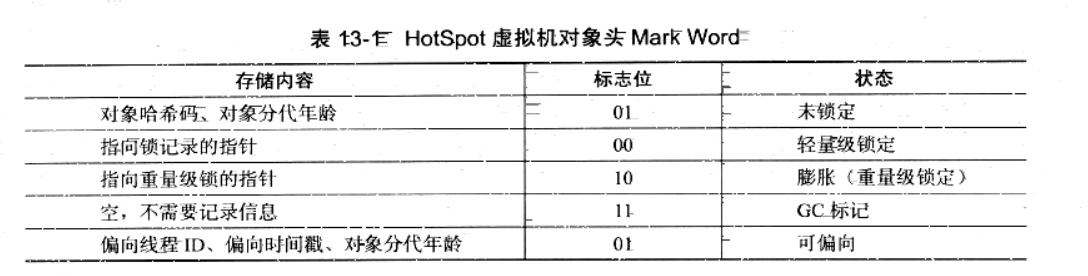 表 13-1 HotSpot 虚拟机对象头 Mark Word
存储内容 标志位 状态
对象哈希码、对象分代年龄 01 未锁定
指向锁记录的指针 00 轻量级锁定
指向重量级锁的指针 10 膨胀（重量级锁定）
空，不需要记录信息 11 GC 标记
偏向线程 ID、偏向时间戳、对象分代年龄 01 可偏向